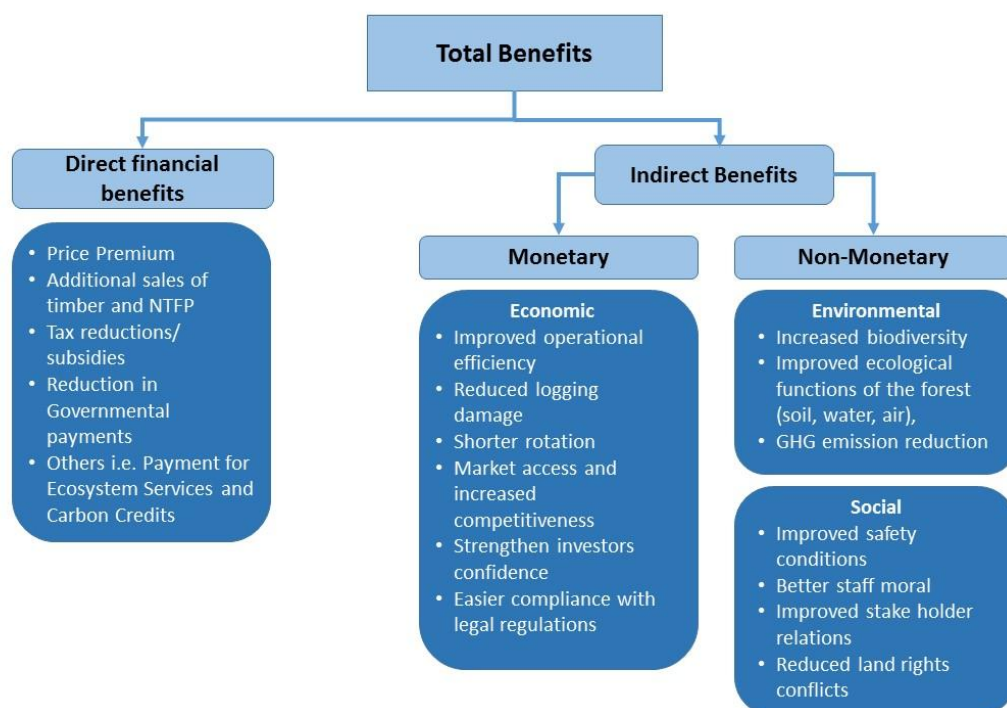 Total Benefits
Direct financial
benefits
• Price Premium
• Additional sales of
timber and NTFP
• Tax reductions/
subsidies
• Reduction in
Governmental
payments
• Others i.e. Payment for
Ecosystem Services and
Carbon Credits
Indirect Benefits
Monetary
Economic
• Improved operational
efficiency
• Reduced logging
damage
• Shorter rotation
• Market access and
increased
competitiveness
• Strengthen investors
confidence
• Easier compliance with
legal regulations
Non-Monetary
Environmental
• Increased biodiversity
• Improved ecological
functions of the forest
(soil, water, air),
• GHG emission reduction
Social
• Improved safety
conditions
• Better staff moral
• Improved stake holder
relations
• Reduced land rights
conflicts